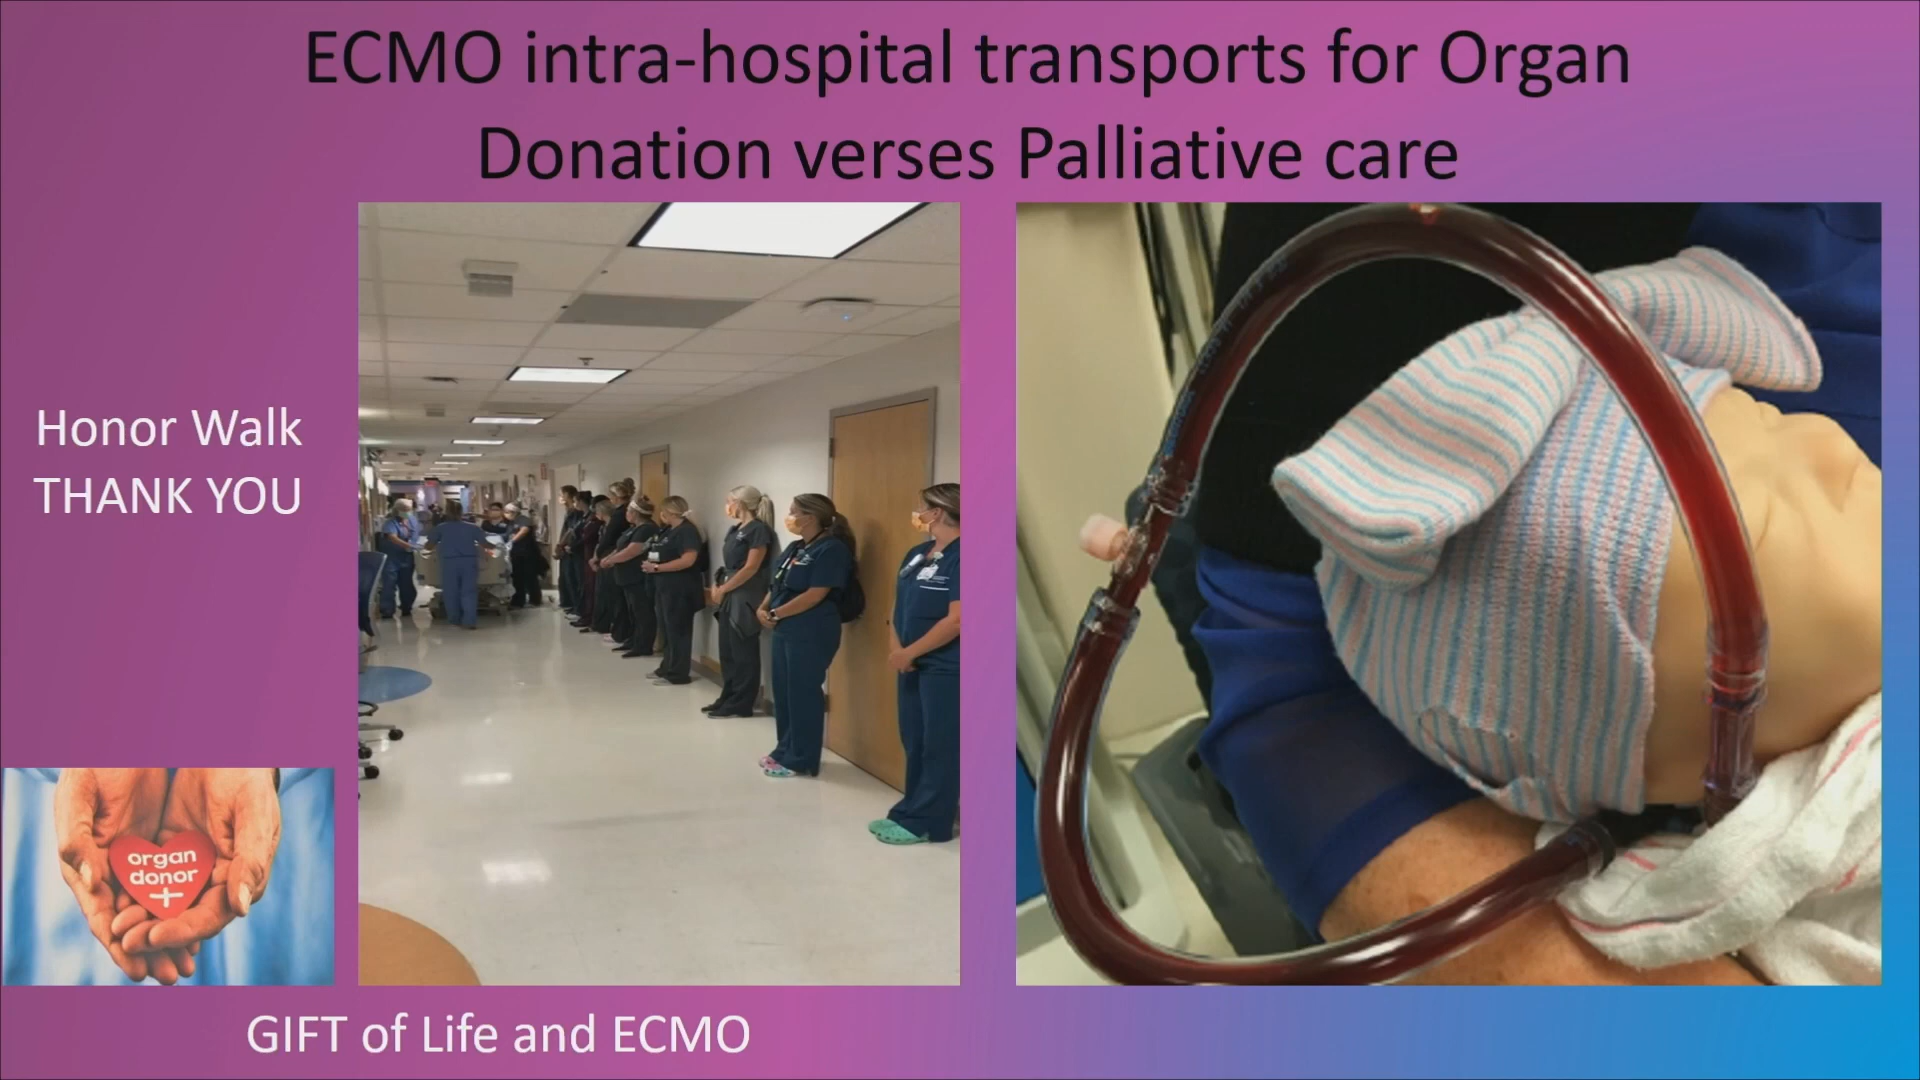 ECMO intra-hospital transports for Organ
Donation verses Palliative care
Honor Walk
THANK YOU
organ
donor
GIFT of Life and ECMO